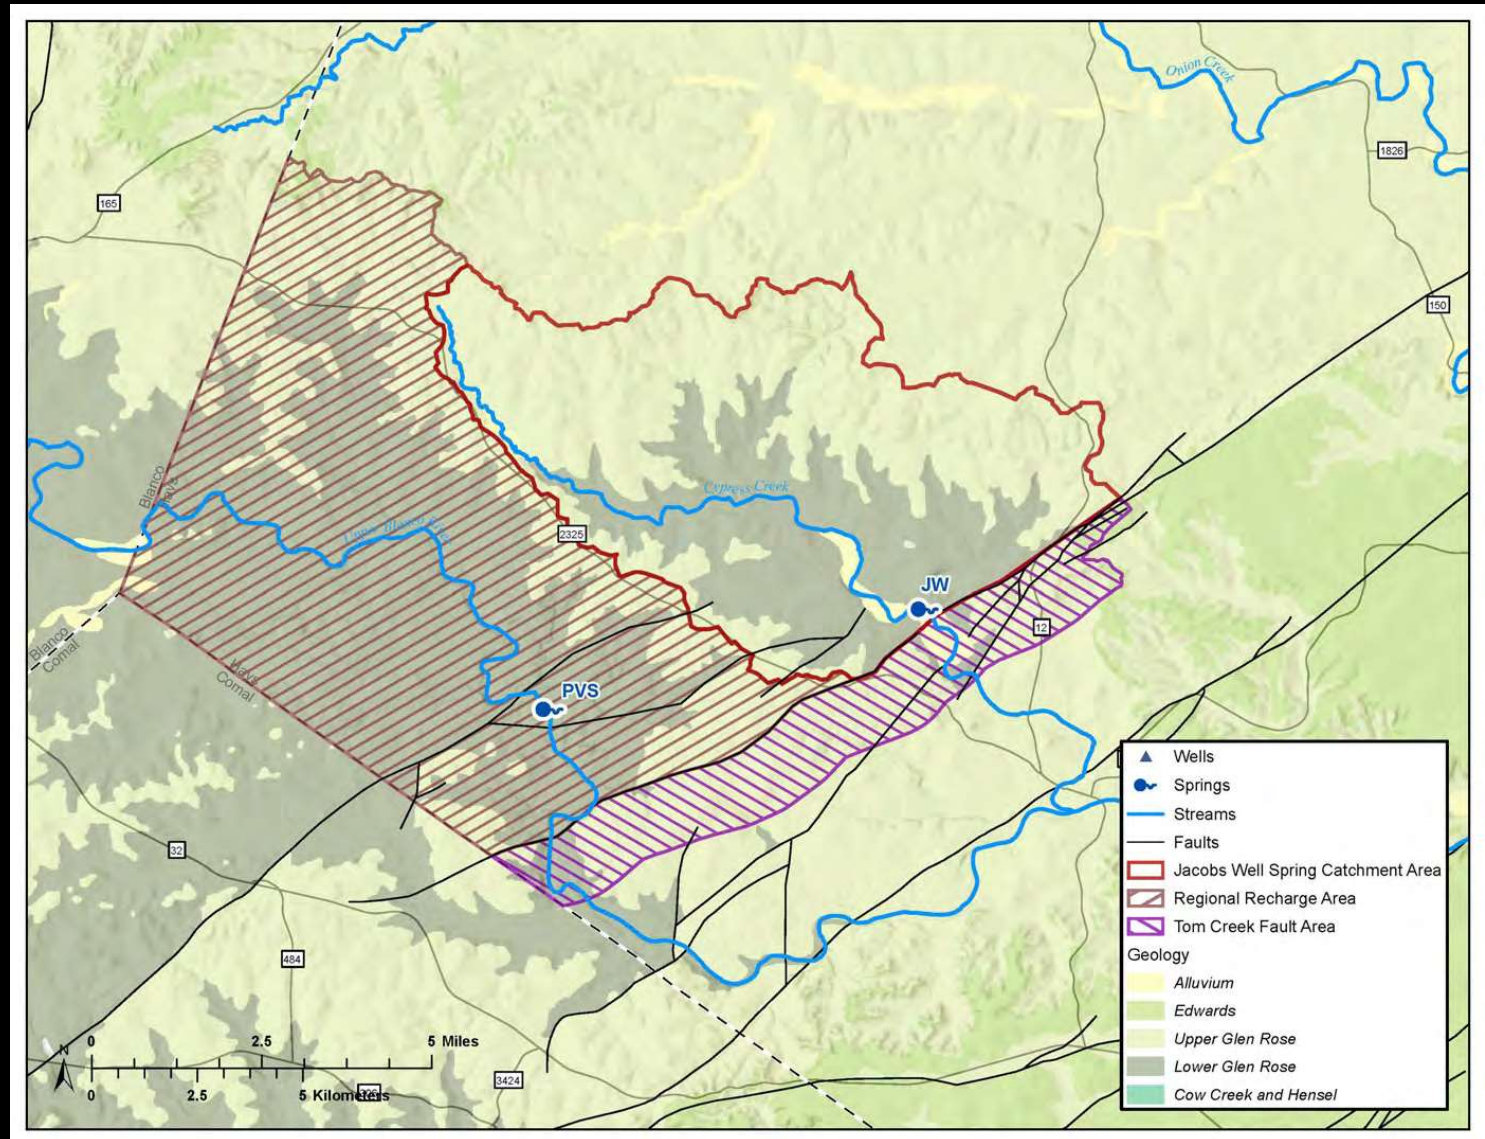 Onion Creek
1826
165
150
Blanco
Hays
Cypress Creek
Upper Blanco River
2325
JW
12
Blanco
Comal
Hays
Comal
PVS
32
484
3424
N
0 2.5 5 Miles
0 2.5 5 Kilometers
Wells
Springs
Streams
Faults
Jacobs Well Spring Catchment Area
Regional Recharge Area
Tom Creek Fault Area
Geology
Alluvium
Edwards
Upper Glen Rose
Lower Glen Rose
Cow Creek and Hensel